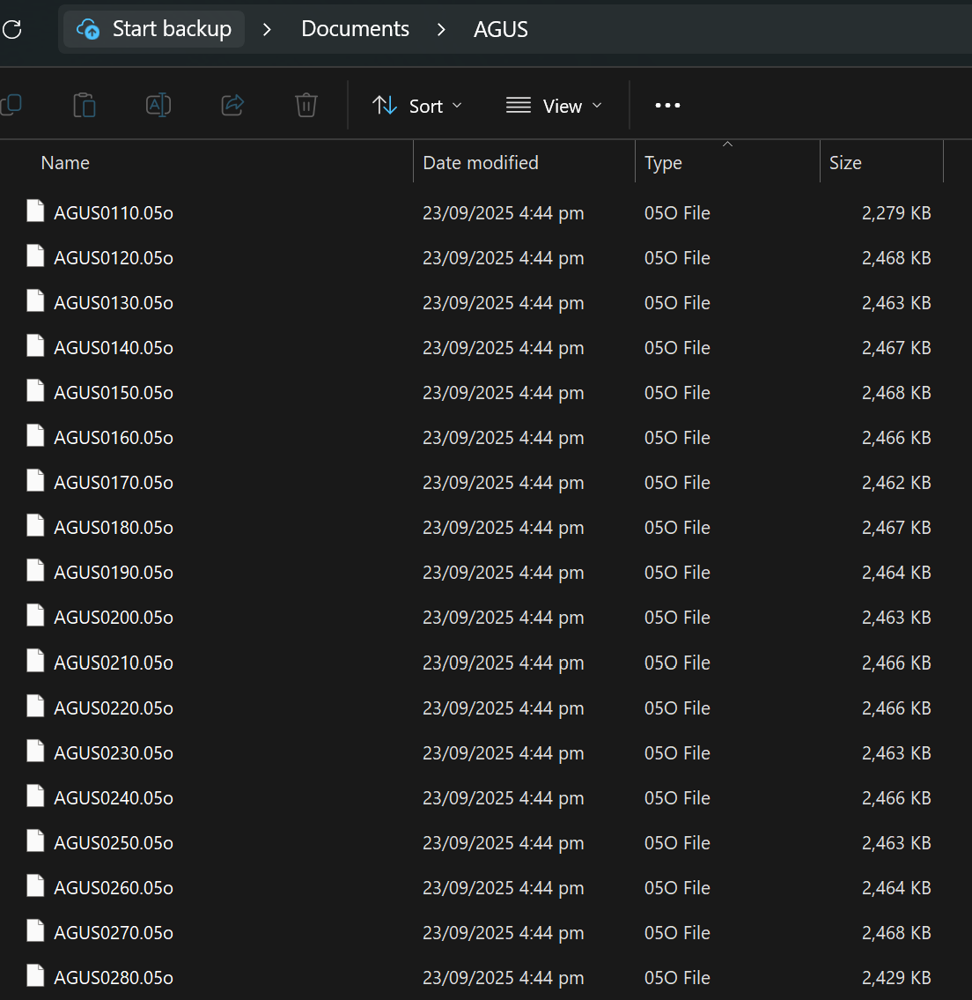 Start backup > Documents > AGUS
Sort View ...
Name Date modified Type Size
AGUS0110.05o 23/09/2025 4:44 pm 05O File 2,279 KB
AGUS0120.05o 23/09/2025 4:44 pm 05O File 2,468 KB
AGUS0130.05o 23/09/2025 4:44 pm 05O File 2,463 KB
AGUS0140.05o 23/09/2025 4:44 pm 05O File 2,467 KB
AGUS0150.05o 23/09/2025 4:44 pm 05O File 2,468 KB
AGUS0160.05o 23/09/2025 4:44 pm 05O File 2,466 KB
AGUS0170.05o 23/09/2025 4:44 pm 05O File 2,462 KB
AGUS0180.05o 23/09/2025 4:44 pm 05O File 2,467 KB
AGUS0190.05o 23/09/2025 4:44 pm 05O File 2,464 KB
AGUS0200.05o 23/09/2025 4:44 pm 05O File 2,463 KB
AGUS0210.05o 23/09/2025 4:44 pm 05O File 2,466 KB
AGUS0220.05o 23/09/2025 4:44 pm 05O File 2,466 KB
AGUS0230.05o 23/09/2025 4:44 pm 05O File 2,463 KB
AGUS0240.05o 23/09/2025 4:44 pm 05O File 2,466 KB
AGUS0250.05o 23/09/2025 4:44 pm 05O File 2,463 KB
AGUS0260.05o 23/09/2025 4:44 pm 05O File 2,464 KB
AGUS0270.05o 23/09/2025 4:44 pm 05O File 2,468 KB
AGUS0280.05o 23/09/2025 4:44 pm 05O File 2,429 KB